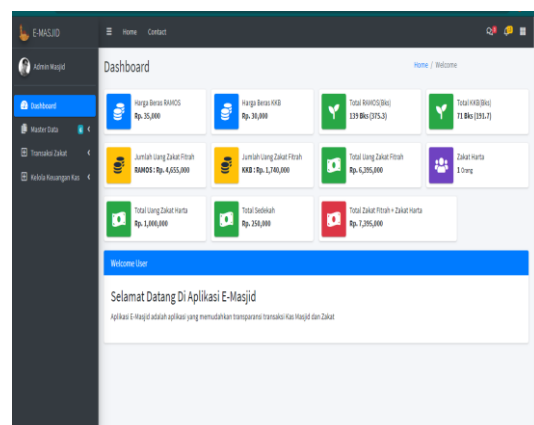 E-MASJID
Home Contact
Admin Masjid
Dashboard
Home / Welcome
Dashboard
Master Data
Transaksi Zakat
Kelola Keuangan Kas
Harga Beras RAMOS
Rp. 35,000
Harga Beras KKB
Rp. 30,000
Total RAMOS(Bks)
139 Bks (375.3)
Total KKB(Bks)
71 Bks (191.7)
Jumlah Uang Zakat Fitrah
RAMOS : Rp. 4,655,000
Jumlah Uang Zakat Fitrah
KKB : Rp. 1,740,000
Total Uang Zakat Fitrah
Rp. 6,395,000
Zakat Harta
1 Orang
Total Uang Zakat Harta
Rp. 1,000,000
Total Sedekah
Rp. 250,000
Total Zakat Fitrah + Zakat Harta
Rp. 7,395,000
Welcome User
Selamat Datang Di Aplikasi E-Masjid
Aplikasi E-Masjid adalah aplikasi yang memudahkan transparansi transaksi Kas Masjid dan Zakat